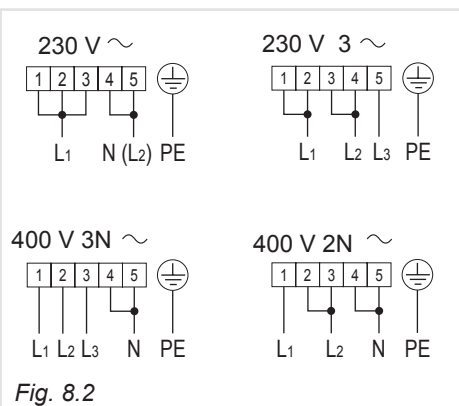 230 V ~
1 2 3 4 5
L1 N (L2) PE
230 V 3 ~
1 2 3 4 5
L1 L2 L3 PE
400 V 3N ~
1 2 3 4 5
L1 L2 L3 N PE
400 V 2N ~
1 2 3 4 5
L1 L2 N PE
Fig. 8.2